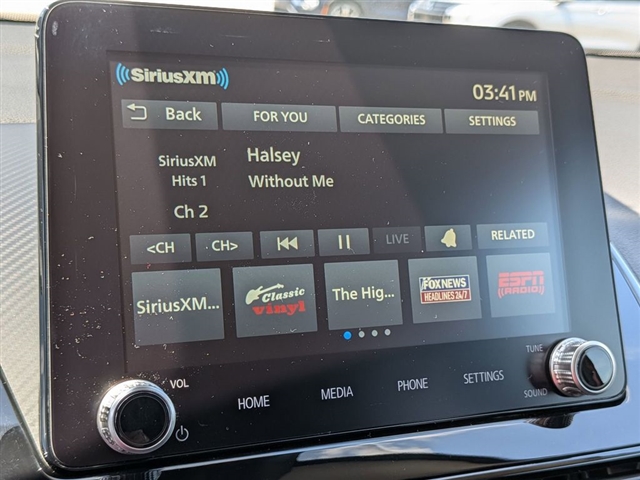 SiriusXM
03:41 PM
Back
FOR YOU
CATEGORIES
SETTINGS
SiriusXM
Hits 1
Halsey
Without Me
Ch 2
<CH
CH>
LIVE
RELATED
SiriusXM...
Classic
vinyl
The Hig...
FOX NEWS
HEADLINES 24/7
ESPN
RADIO
VOL
HOME
MEDIA
PHONE
SETTINGS
TUNE
SOUND